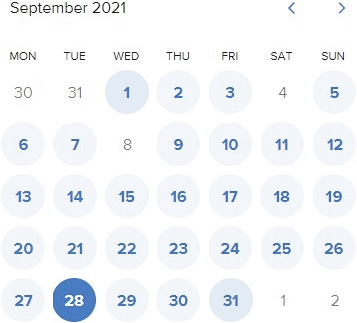 September 2021
MON TUE WED THU FRI SAT SUN
30 31 1 2 3 4 5
6 7 8 9 10 11 12
13 14 15 16 17 18 19
20 21 22 23 24 25 26
27 28 29 30 31 1 2